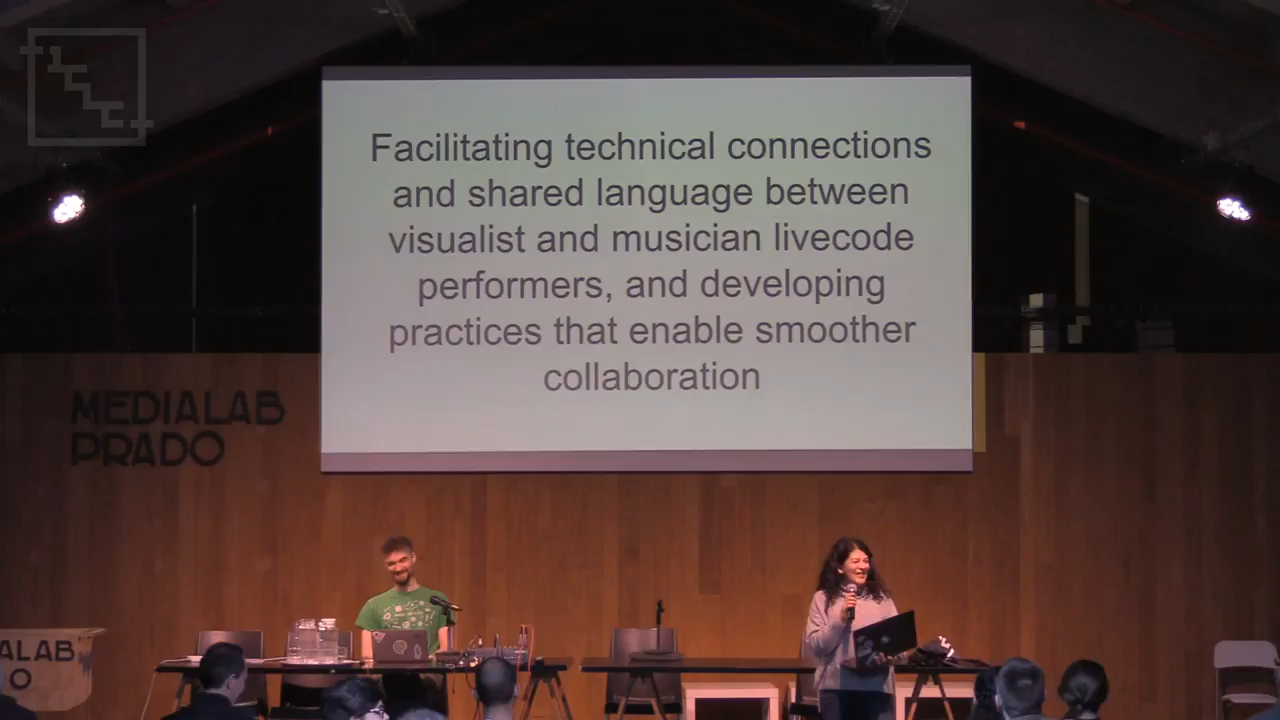 Facilitating technical connections
and shared language between
visualist and musician livecode
performers, and developing
practices that enable smoother
collaboration
MEDIALAB
PRADO
ALAB
O